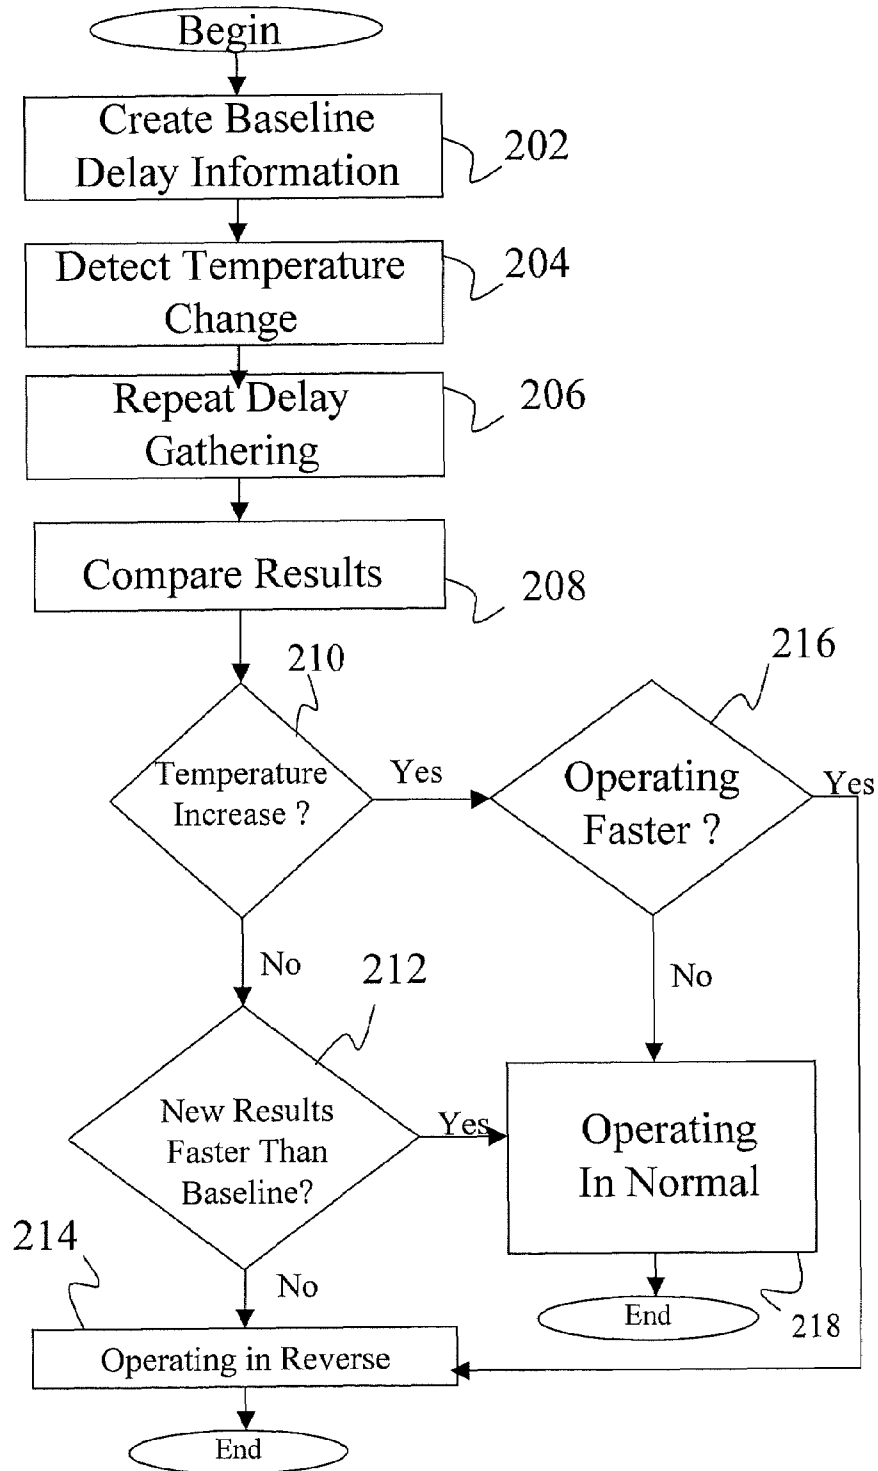 Begin
Create Baseline
Delay Information
202
Detect Temperature
Change
204
Repeat Delay
Gathering
206
Compare Results
208
210
216
Temperature
Increase ?
Yes
Operating
Faster ?
Yes
No
No
212
New Results
Faster Than
Baseline?
Yes
Operating
In Normal
214
No
End
218
Operating in Reverse
End